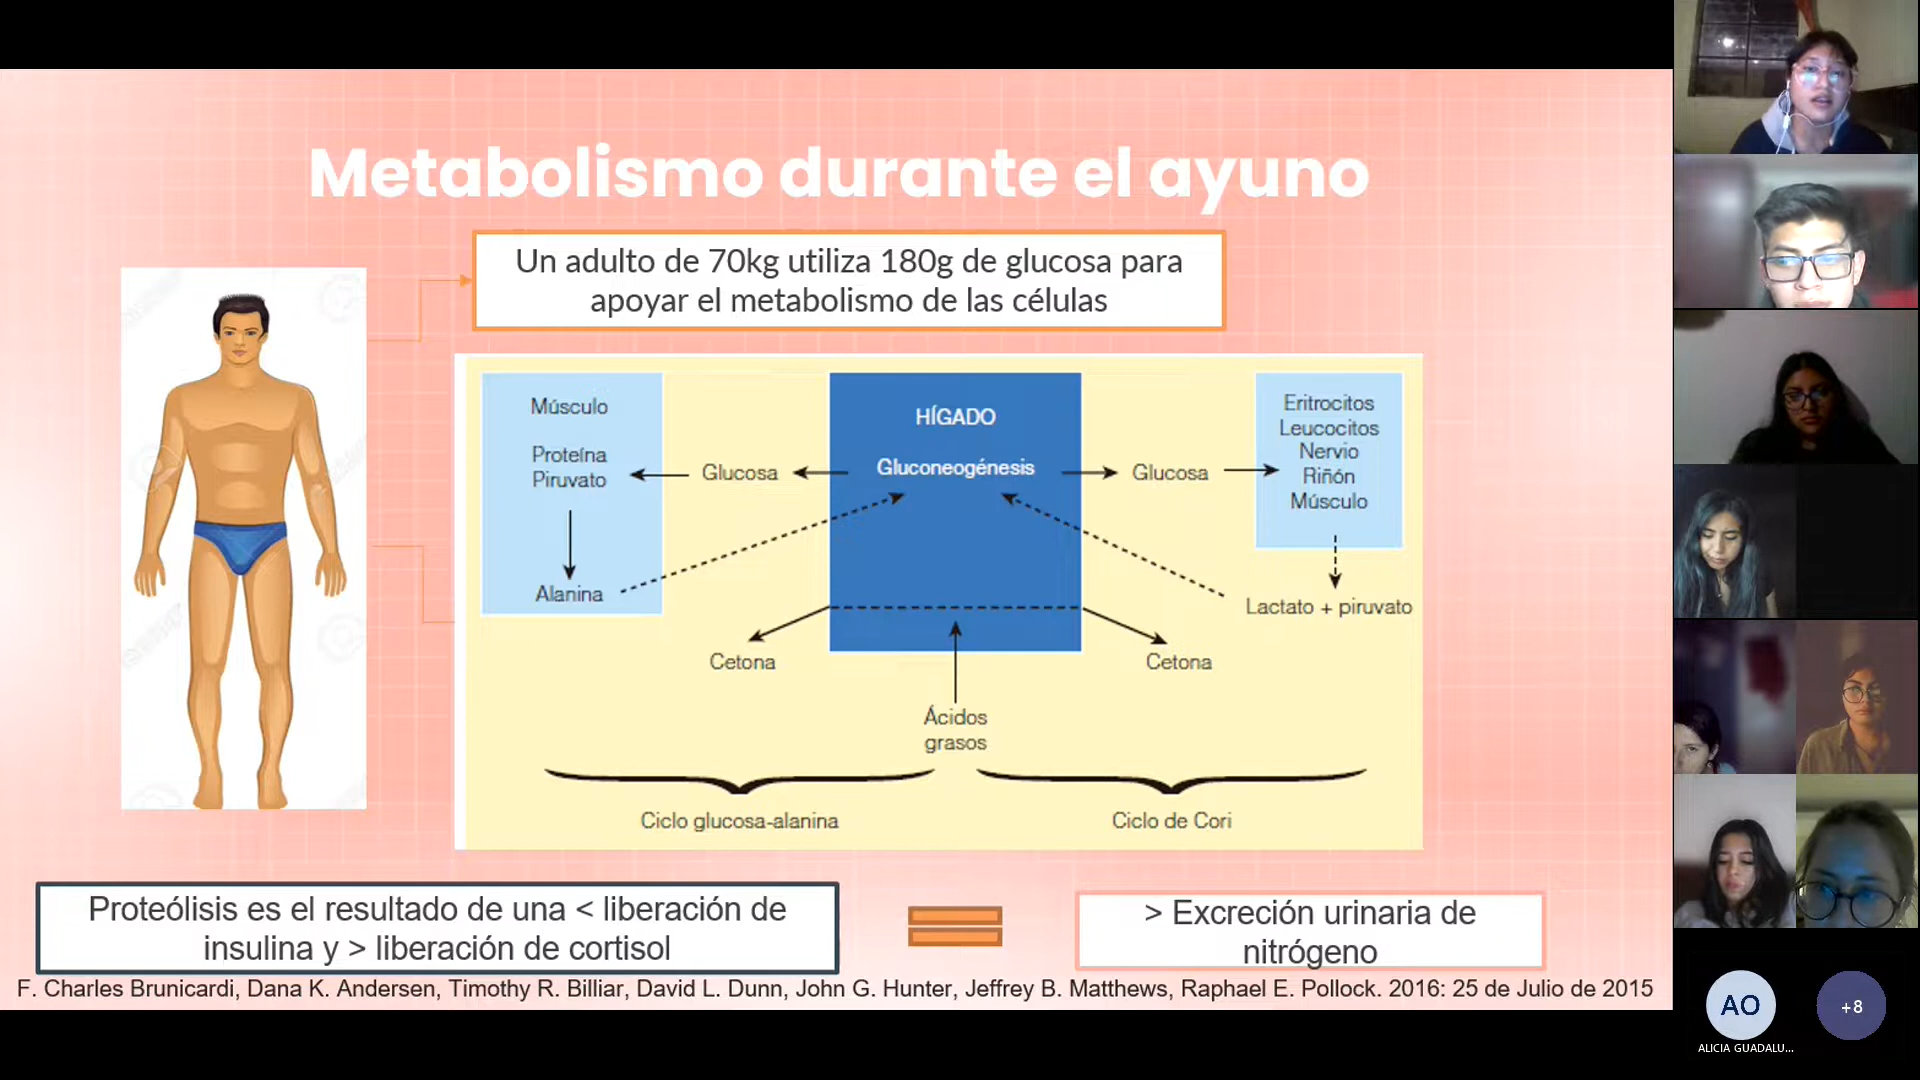 Metabolismo durante el ayuno
Un adulto de 70kg utiliza 180g de glucosa para
apoyar el metabolismo de las células
Músculo
Proteína
Piruvato
Alanina
Glucosa
HÍGADO
Gluconeogénesis
Glucosa
Eritrocitos
Leucocitos
Nervio
Riñón
Músculo
Lactato + piruvato
Cetona
Cetona
Ácidos
grasos
Ciclo glucosa-alanina
Ciclo de Cori
Proteólisis es el resultado de una < liberación de
insulina y > liberación de cortisol
> Excreción urinaria de
nitrógeno
F. Charles Brunicardi, Dana K. Andersen, Timothy R. Billiar, David L. Dunn, John G. Hunter, Jeffrey B. Matthews, Raphael E. Pollock. 2016: 25 de Julio de 2015
AO
+8
ALICIA GUADALU...